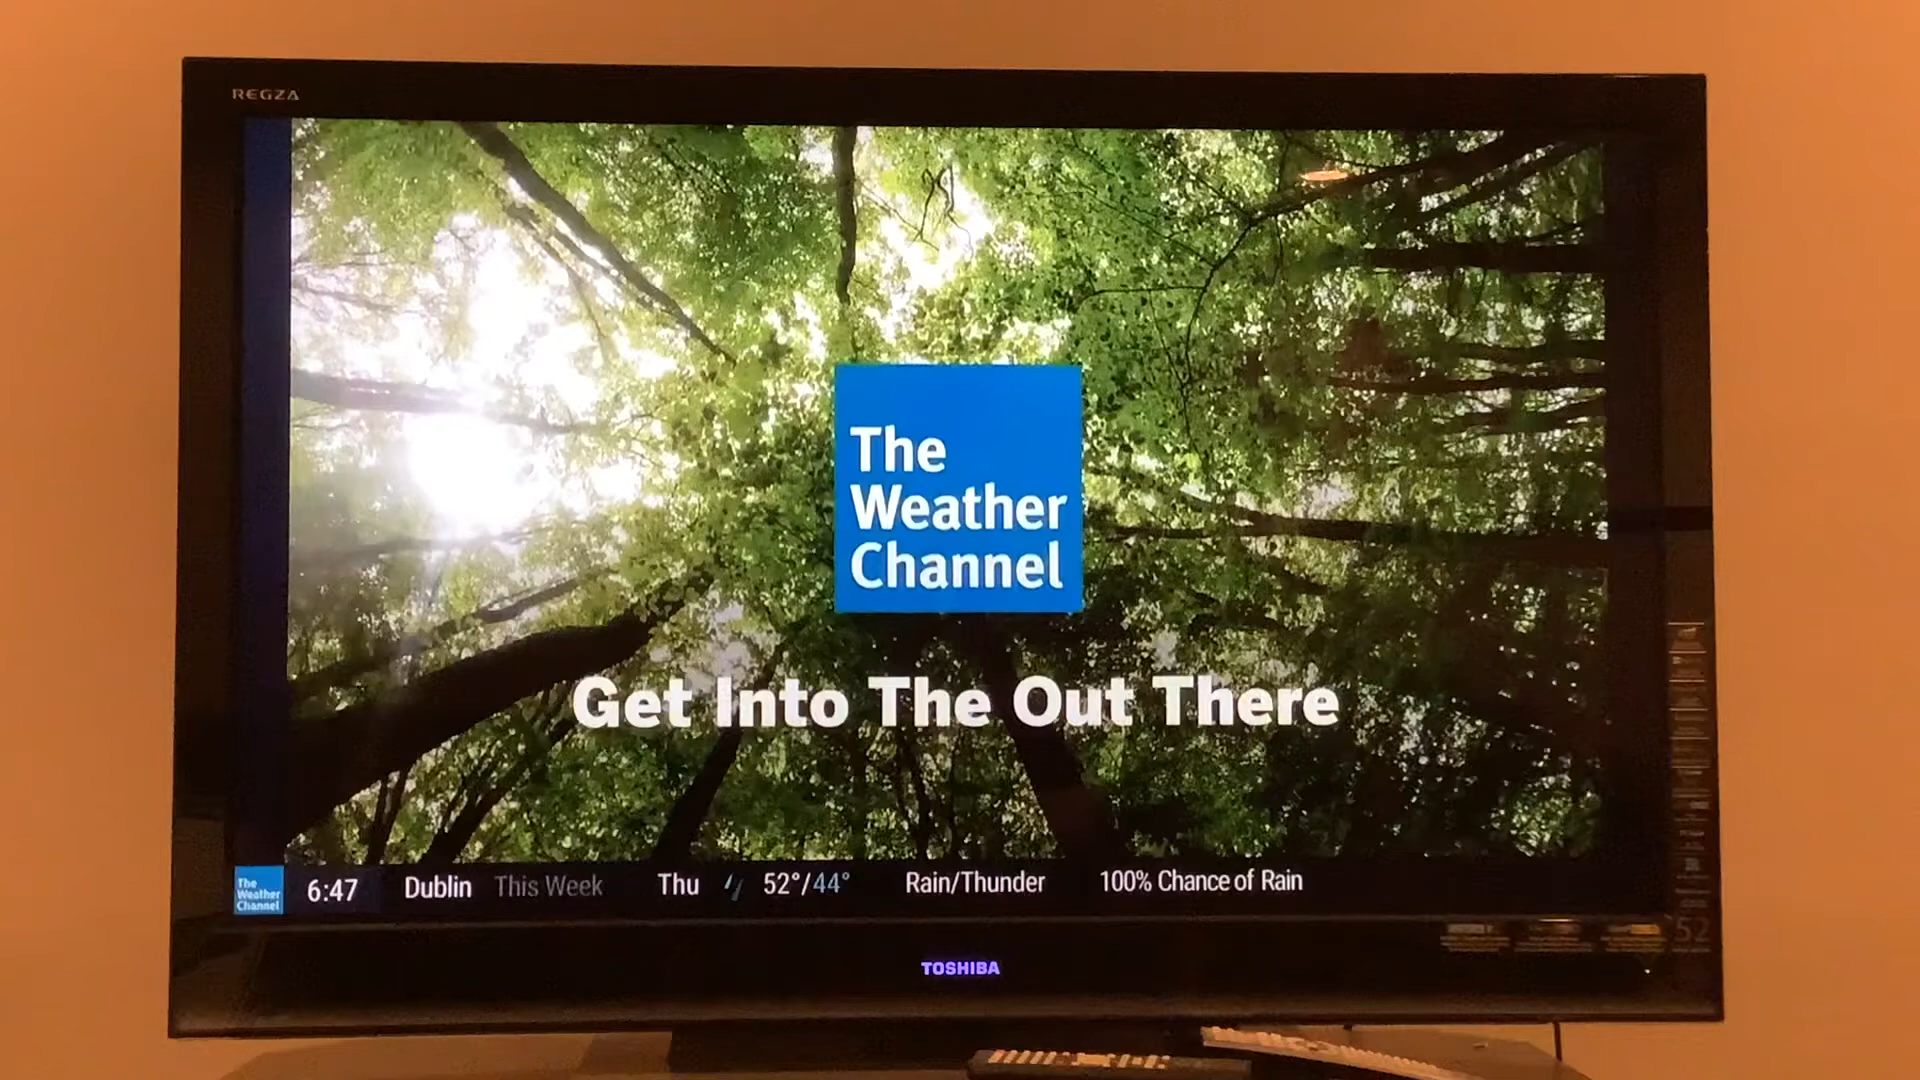 REGZA
The
Weather
Channel
Get Into The Out There
The
Weather
Channel
6:47 Dublin This Week Thu 52°/44° Rain/Thunder 100% Chance of Rain
52
TOSHIBA